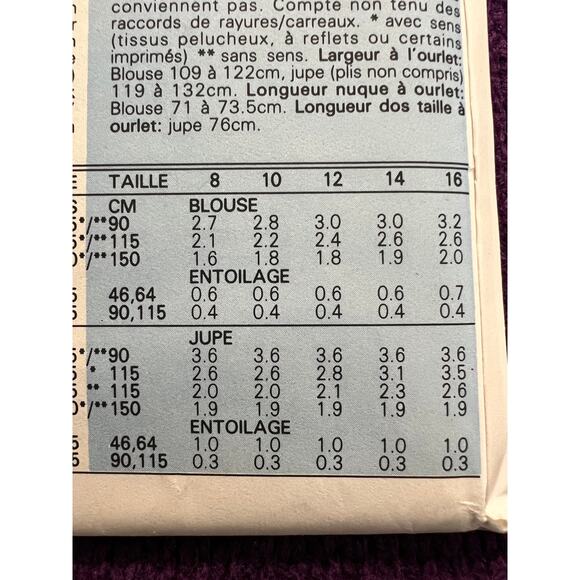 conviennent pas. Compte non tenu des
raccords de rayures/carreaux. * avec sens
(tissus pelucheux, à reflets ou certains
imprimés) ** sans sens. Largeur à l'ourlet:
Blouse 109 à 122cm, jupe (plis non compris)
119 à 132cm. Longueur nuque à ourlet:
Blouse 71 à 73.5cm. Longueur dos taille à
ourlet: jupe 76cm.
TAILLE 8 10 12 14 16
CM BLOUSE
*/**90 2.7 2.8 3.0 3.0 3.2
*/**115 2.1 2.2 2.4 2.6 2.6
*/**150 1.6 1.8 1.8 1.9 2.0
ENTOILAGE
46,64 0.6 0.6 0.6 0.6 0.7
90,115 0.4 0.4 0.4 0.4 0.4
JUPE
*/**90 3.6 3.6 3.6 3.6 3.6
* 115 2.6 2.6 2.8 3.1 3.5
** 115 2.0 2.0 2.1 2.3 2.6
*/**150 1.9 1.9 1.9 1.9 1.9
ENTOILAGE
46,64 1.0 1.0 1.0 1.0 1.0
90,115 0.3 0.3 0.3 0.3 0.3